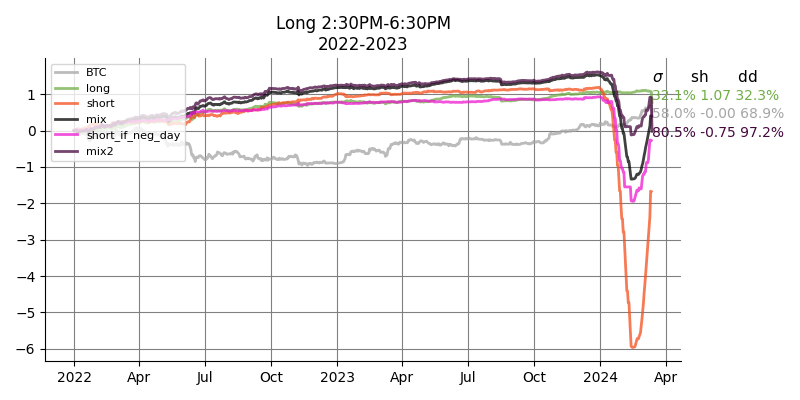 Long 2:30PM-6:30PM
2022-2023
σ sh dd
32.1% 1.07 32.3%
58.0% -0.00 68.9%
80.5% -0.75 97.2%
BTC
long
short
mix
short_if_neg_day
mix2
1
0
−1
−2
−3
−4
−5
−6
2022 Apr Jul Oct 2023 Apr Jul Oct 2024 Apr